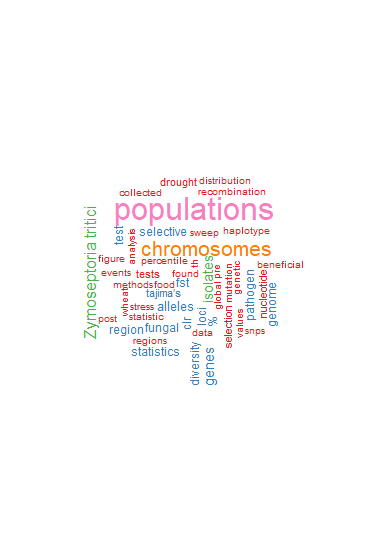 drought
distribution
collected
recombination
populations
Zymoseptoria tritici
test
analysis
selective
sweep
haplotype
chromosomes
figure
percentile
th
isolates
global pre
genetic
beneficial
events
tests
found
methods
food
fst
wheat
tajima's
selection mutation
pathogen
nucleotide
genome
stress
alleles
loci
%
values
post
statistic
region
fungal
clr
data
snps
regions
statistics
diversity
genes